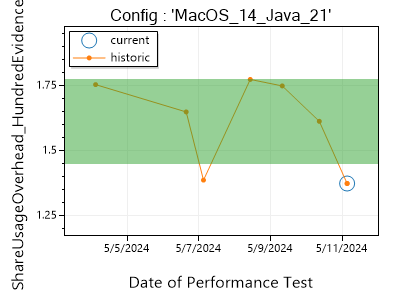 Config : 'MacOS_14_Java_21'
current
historic
ShareUsageOverhead_HundredEvidence
1.75
1.5
1.25
5/5/2024
5/7/2024
5/9/2024
5/11/2024
Date of Performance Test